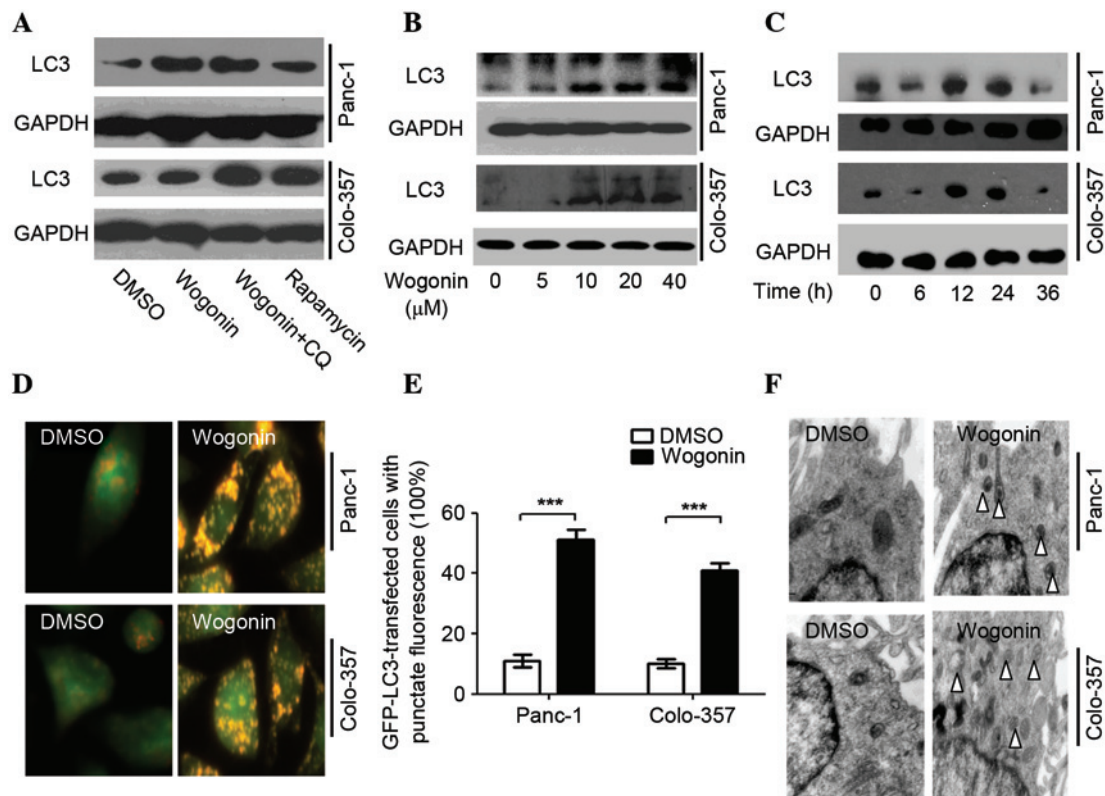 A
LC3
GAPDH
Panc-1
LC3
GAPDH
Colo-357
DMSO
Wogonin
Wogonin+CQ
Rapamycin
B
LC3
GAPDH
Panc-1
LC3
GAPDH
Colo-357
Wogonin 0 5 10 20 40
(μM)
C
LC3
GAPDH
Panc-1
LC3
GAPDH
Colo-357
Time (h) 0 6 12 24 36
D
DMSO Wogonin
Panc-1
DMSO Wogonin
Colo-357
E
GFP-LC3-transfected cells with
punctate fluorescence (100%)
DMSO
Wogonin
80
60
40
20
0
*** ***
Panc-1 Colo-357
F
DMSO Wogonin
Panc-1
DMSO Wogonin
Colo-357